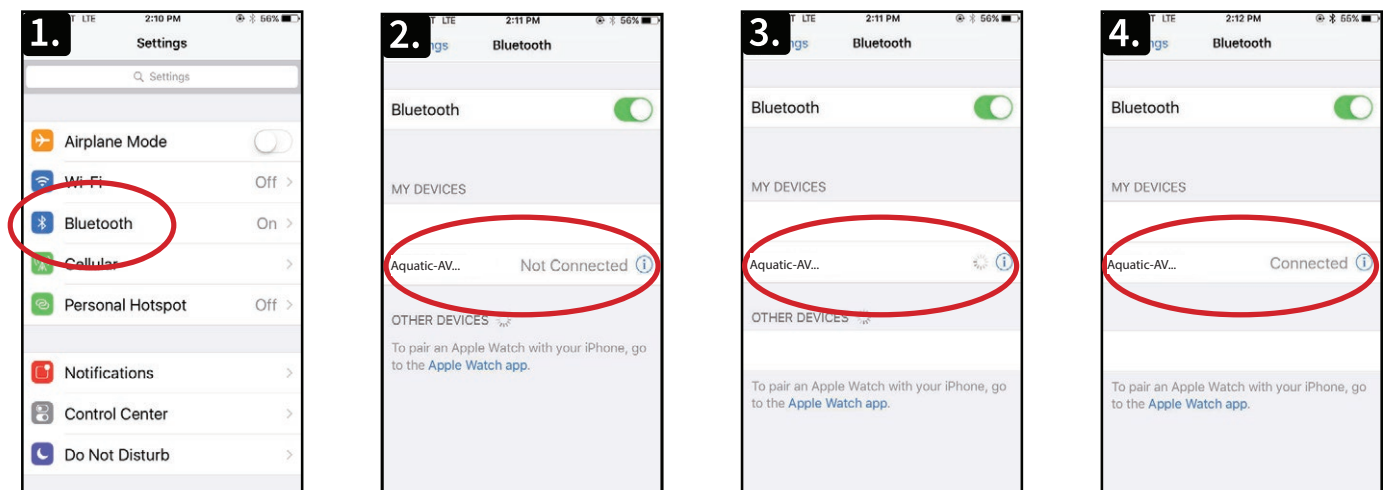 1.
T LTE 2:10 PM 56%
Settings
Settings
Airplane Mode
Wi-Fi Off
Bluetooth On
Cellular
Personal Hotspot Off
Notifications
Control Center
Do Not Disturb
2.
T LTE 2:11 PM 56%
ngs Bluetooth
Bluetooth
MY DEVICES
Aquatic-AV... Not Connected
OTHER DEVICES
To pair an Apple Watch with your iPhone, go
to the Apple Watch app.
3.
T LTE 2:11 PM 56%
ngs Bluetooth
Bluetooth
MY DEVICES
Aquatic-AV...
OTHER DEVICES
To pair an Apple Watch with your iPhone, go
to the Apple Watch app.
4.
T LTE 2:12 PM 55%
ngs Bluetooth
Bluetooth
MY DEVICES
Aquatic-AV... Connected
To pair an Apple Watch with your iPhone, go
to the Apple Watch app.